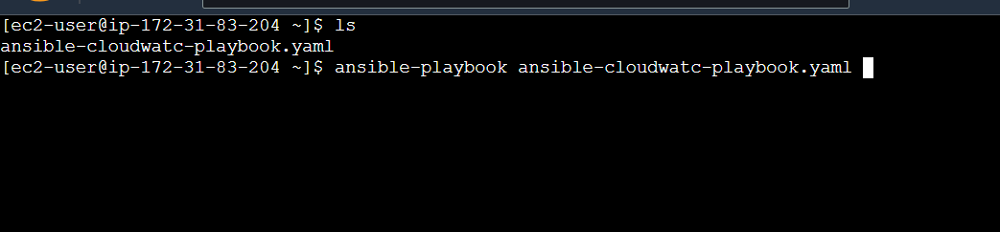 [ec2-user@ip-172-31-83-204 ~]$ ls
ansible-cloudwatc-playbook.yaml
[ec2-user@ip-172-31-83-204 ~]$ ansible-playbook ansible-cloudwatc-playbook.yaml